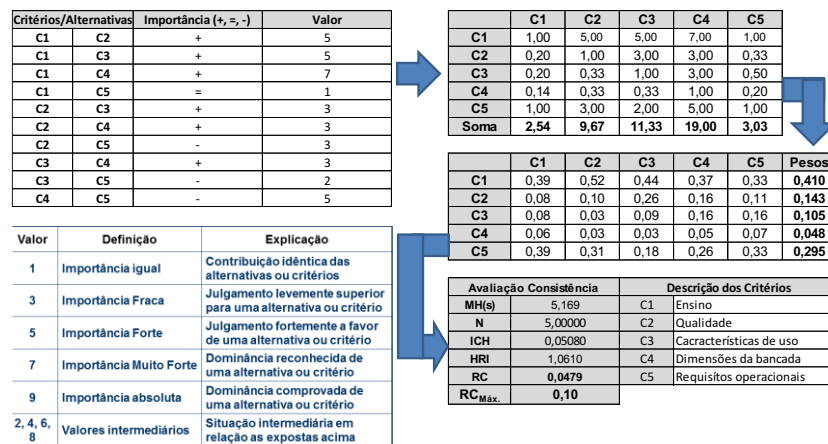 Critérios/Alternativas Importância (+, =, -) Valor
C1 C2 + 5
C1 C3 + 5
C1 C4 + 7
C1 C5 = 1
C2 C3 + 3
C2 C4 + 3
C2 C5 - 3
C3 C4 + 3
C3 C5 - 2
C4 C5 - 5
C1 C2 C3 C4 C5
C1 1,00 5,00 5,00 7,00 1,00
C2 0,20 1,00 3,00 3,00 0,33
C3 0,20 0,33 1,00 3,00 0,50
C4 0,14 0,33 0,33 1,00 0,20
C5 1,00 3,00 2,00 5,00 1,00
Soma 2,54 9,67 11,33 19,00 3,03
C1 C2 C3 C4 C5 Pesos
C1 0,39 0,52 0,44 0,37 0,33 0,410
C2 0,08 0,10 0,26 0,16 0,11 0,143
C3 0,08 0,03 0,09 0,16 0,16 0,105
C4 0,06 0,03 0,03 0,05 0,07 0,048
C5 0,39 0,31 0,18 0,26 0,33 0,295
Valor Definição Explicação
1 Importância igual Contribuição idêntica das
alternativas ou critérios
3 Importância Fraca Julgamento levemente superior
para uma alternativa ou critério
5 Importância Forte Julgamento fortemente a favor
de uma alternativa ou critério
7 Importância Muito Forte Dominância reconhecida de
uma alternativa ou critério
9 Importância absoluta Dominância comprovada de
uma alternativa ou critério
2, 4, 6,
8 Valores intermediários Situação intermediária em
relação as expostas acima
Avaliação Consistência Descrição dos Critérios
MH(s) 5,169 C1 Ensino
N 5,00000 C2 Qualidade
ICH 0,05080 C3 Cacracterísticas de uso
HRI 1,0610 C4 Dimensões da bancada
RC 0,0479 C5 Requisítos operacionais
RCMáx. 0,10